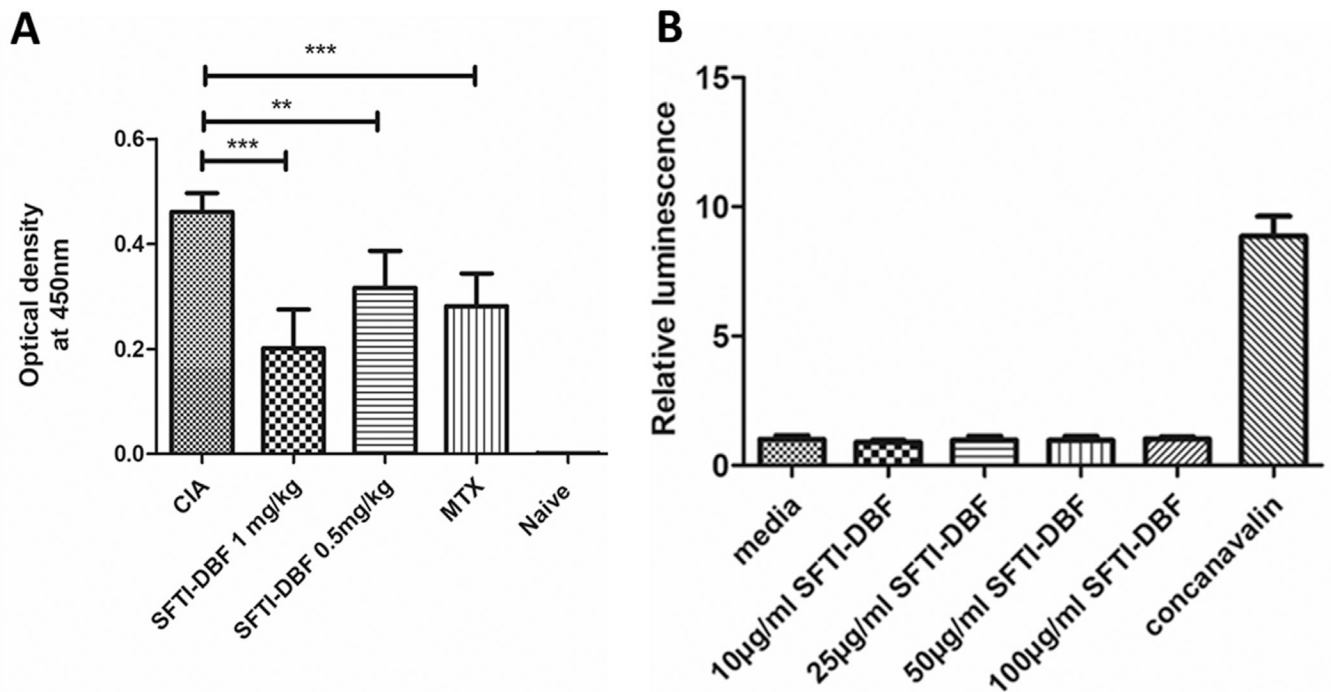 A
***
**
***
0.6
0.4
0.2
0.0
Optical density
at 450nm
CIA
SFTI-DBF 1 mg/kg
SFTI-DBF 0.5mg/kg
MTX
Naive
B
15
10
5
0
Relative luminescence
media
10µg/ml SFTI-DBF
25µg/ml SFTI-DBF
50µg/ml SFTI-DBF
100µg/ml SFTI-DBF
concanavalin